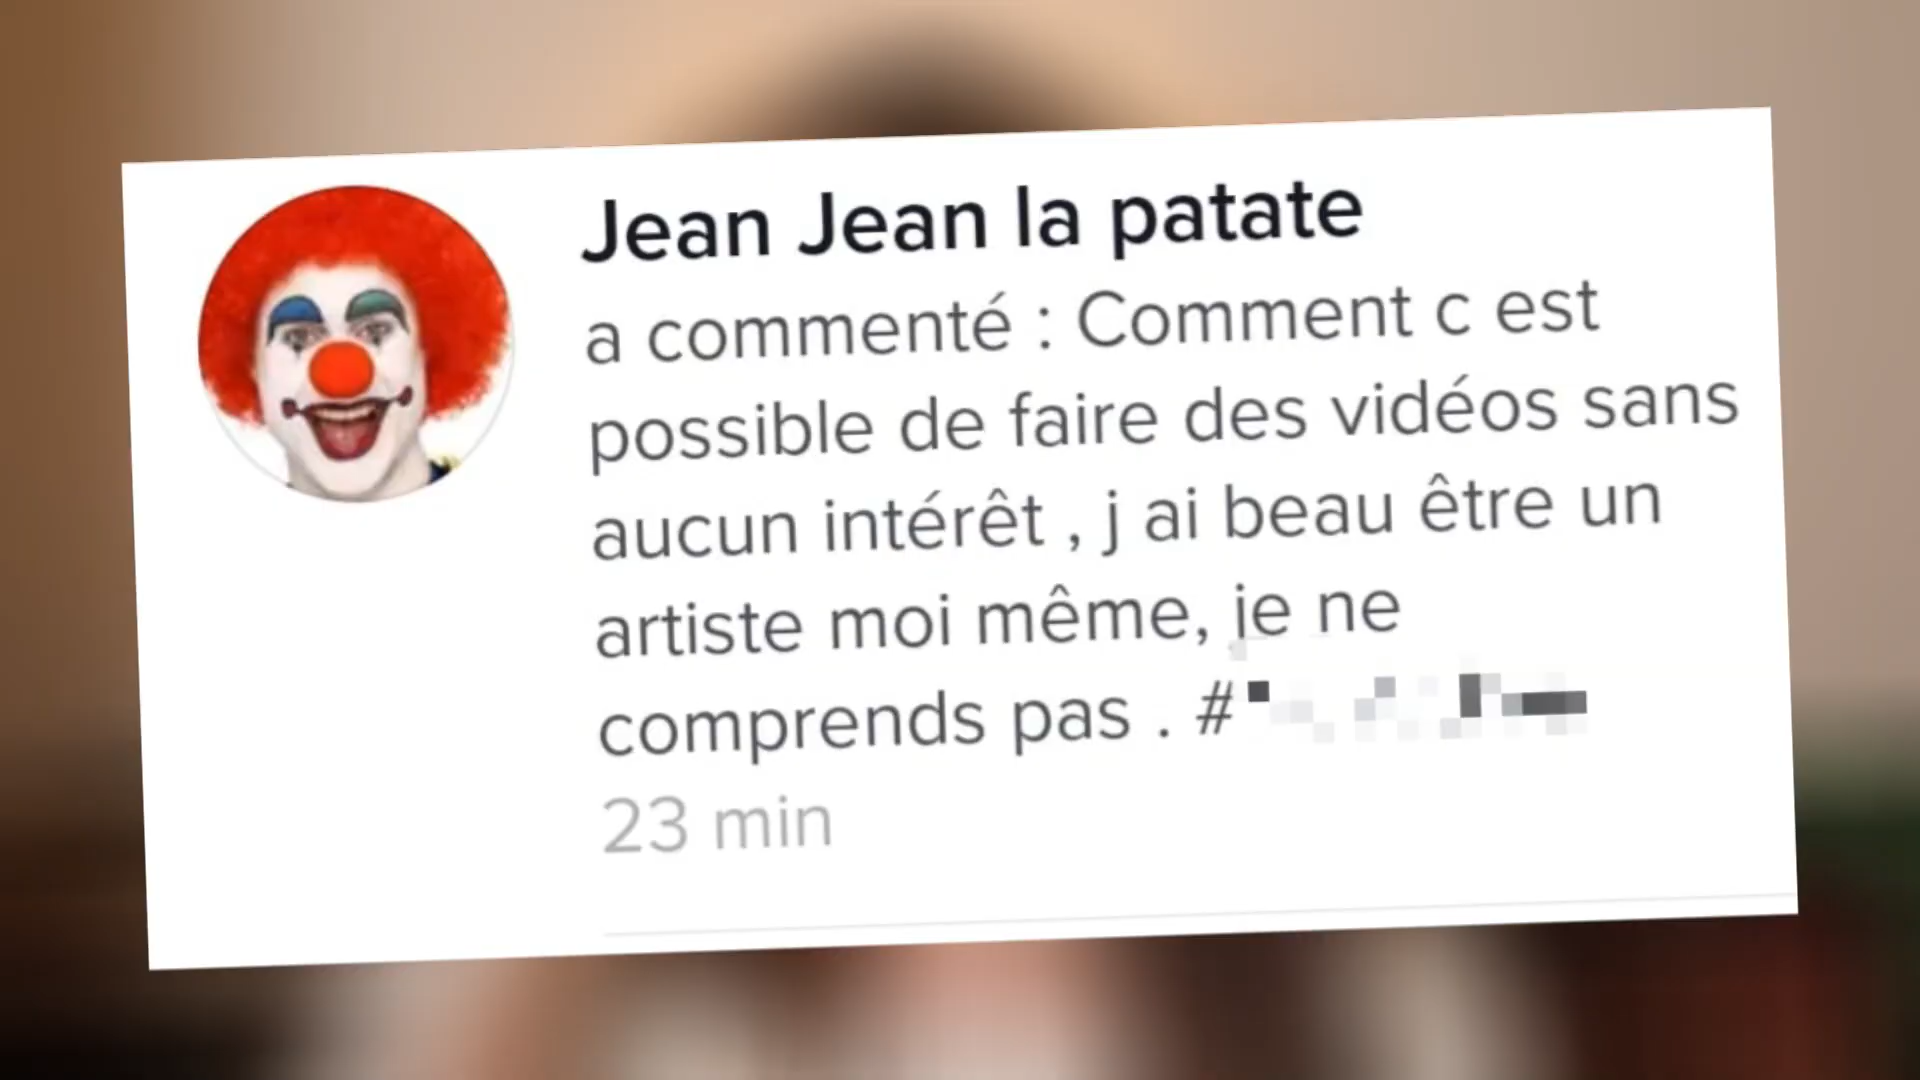 Jean Jean la patate
a commenté : Comment c est
possible de faire des vidéos sans
aucun intérêt , j ai beau être un
artiste moi même, je ne
comprends pas . #
23 min